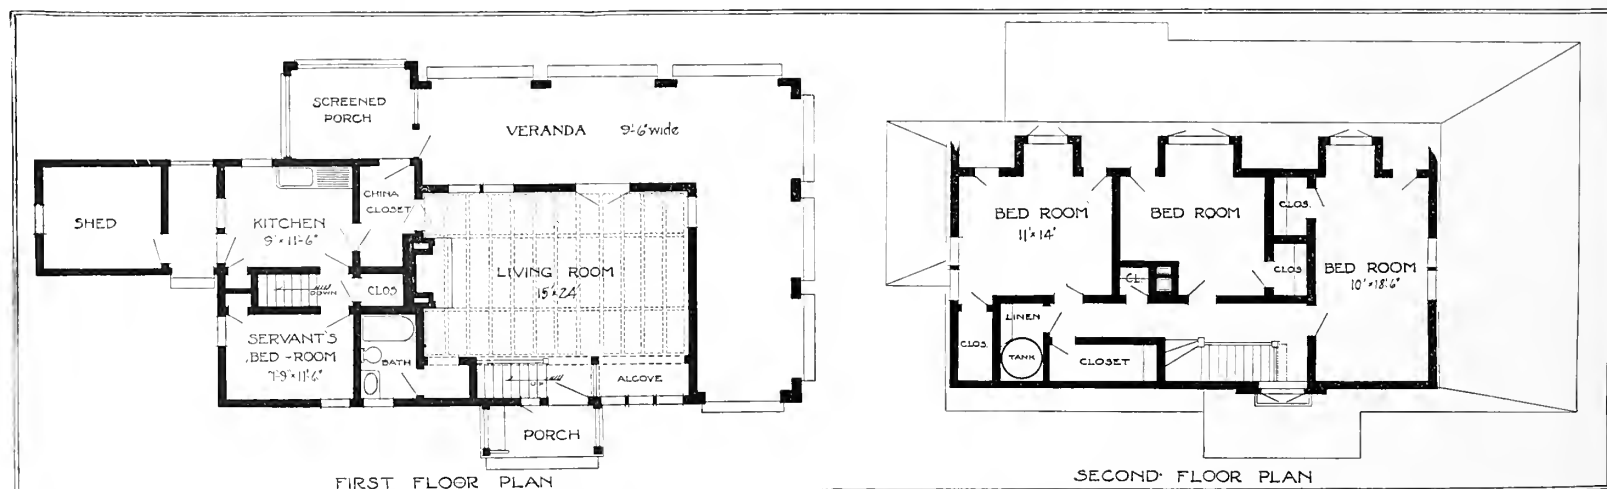 SCREENED
PORCH
VERANDA 9'-6" wide
SHED
KITCHEN
9' × 11'-6"
CHINA
CLOSET
LIVING ROOM
15' × 24'
DOWN
CLOS
SERVANT'S
BED-ROOM
7'-9" × 11'-6"
BATH
UP
ALCOVE
PORCH
FIRST FLOOR PLAN
BED ROOM
11' × 14'
BED ROOM
CLOS.
CLOS
CL.
BED ROOM
10' × 18'-6"
LINEN
CLOS.
TANK
CLOSET
SECOND FLOOR PLAN